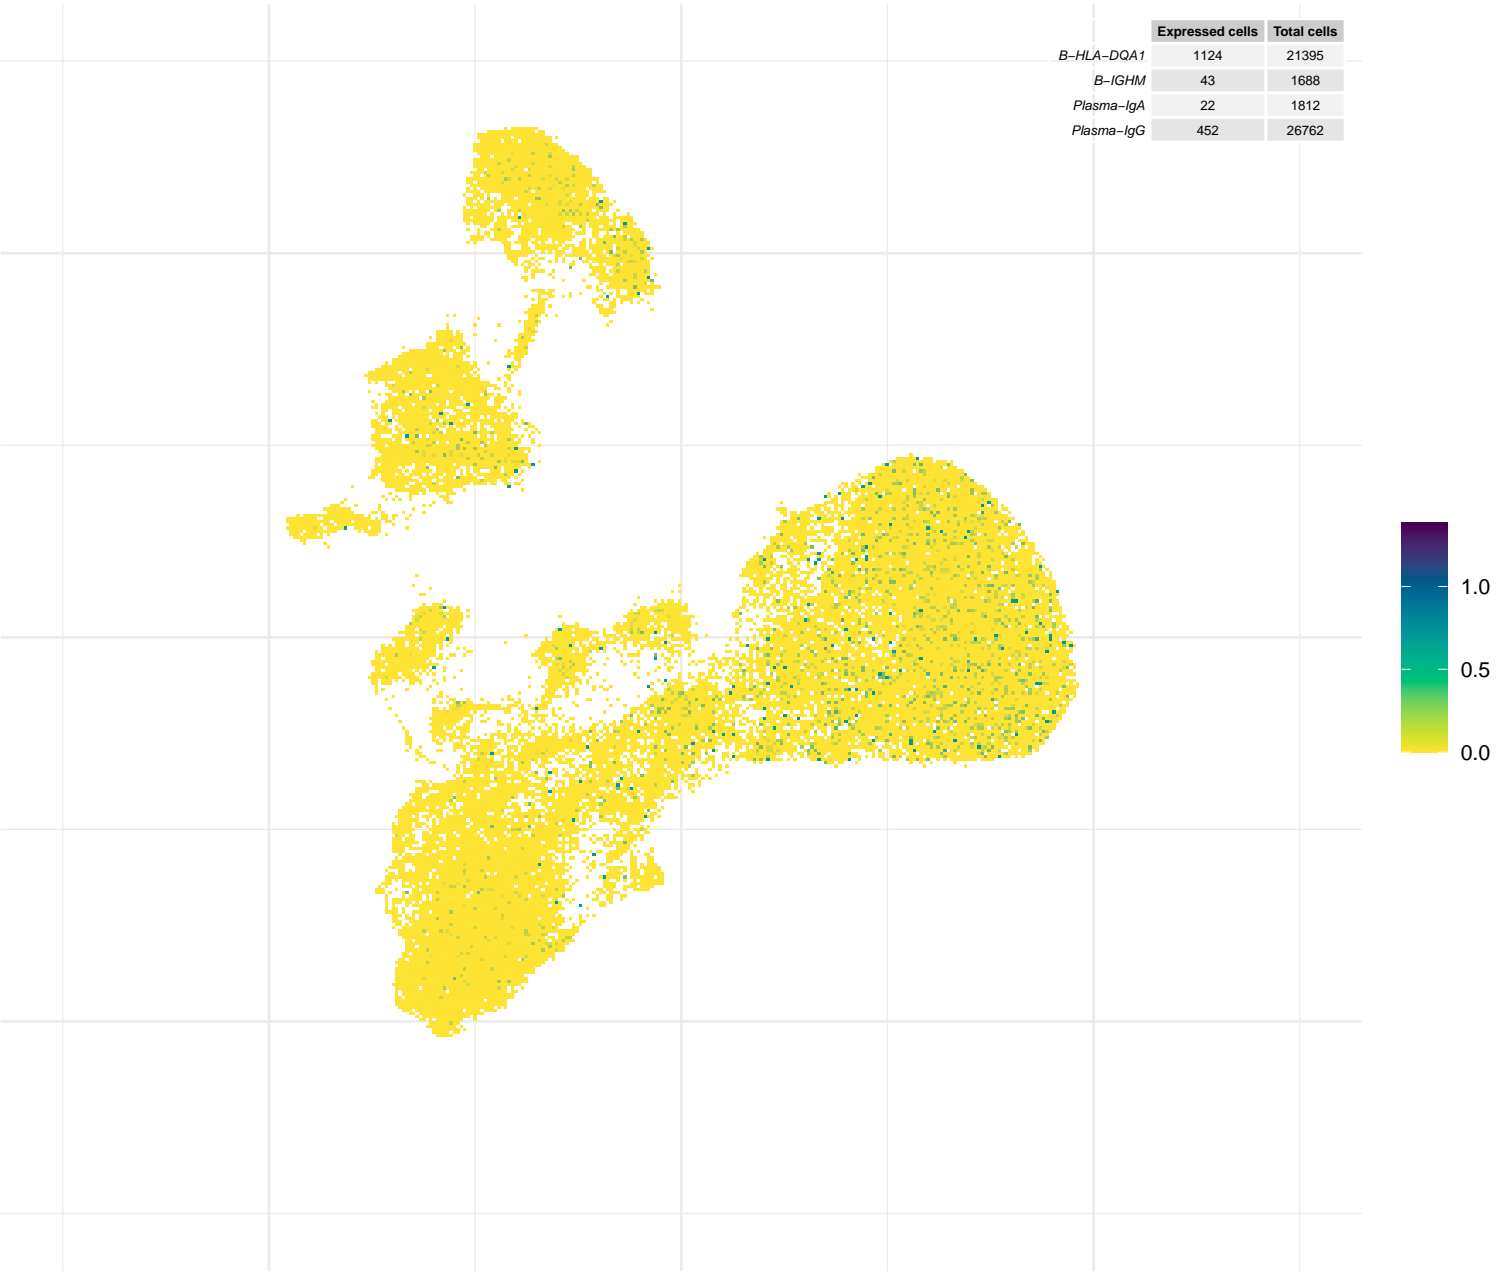 Expressed cells Total cells
B−HLA−DQA1 1124 21395
B−IGHM 43 1688
Plasma−IgA 22 1812
Plasma−IgG 452 26762
1.0
0.5
0.0